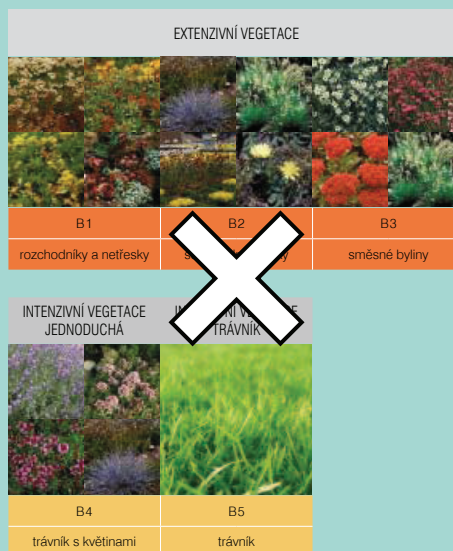 EXTENZIVNÍ VEGETACE
B1 B2 B3
rozchodníky a netřesky směsné byliny
INTENZIVNÍ VEGETACE
JEDNODUCHÁ
TRÁVNÍK
B4 B5
trávník s květinami trávník